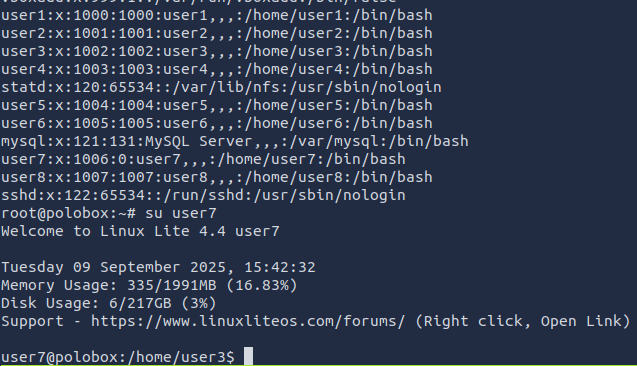 user1:x:1000:1000:user1,,,:/home/user1:/bin/bash
user2:x:1001:1001:user2,,,:/home/user2:/bin/bash
user3:x:1002:1002:user3,,,:/home/user3:/bin/bash
user4:x:1003:1003:user4,,,:/home/user4:/bin/bash
statd:x:120:65534::/var/lib/nfs:/usr/sbin/nologin
user5:x:1004:1004:user5,,,:/home/user5:/bin/bash
user6:x:1005:1005:user6,,,:/home/user6:/bin/bash
mysql:x:121:131:MySQL Server,,,:/var/mysql:/bin/bash
user7:x:1006:0:user7,,,:/home/user7:/bin/bash
user8:x:1007:1007:user8,,,:/home/user8:/bin/bash
sshd:x:122:65534::/run/sshd:/usr/sbin/nologin
root@polobox:~# su user7
Welcome to Linux Lite 4.4 user7
Tuesday 09 September 2025, 15:42:32
Memory Usage: 335/1991MB (16.83%)
Disk Usage: 6/217GB (3%)
Support - https://www.linuxliteos.com/forums/ (Right click, Open Link)
user7@polobox:/home/user3$